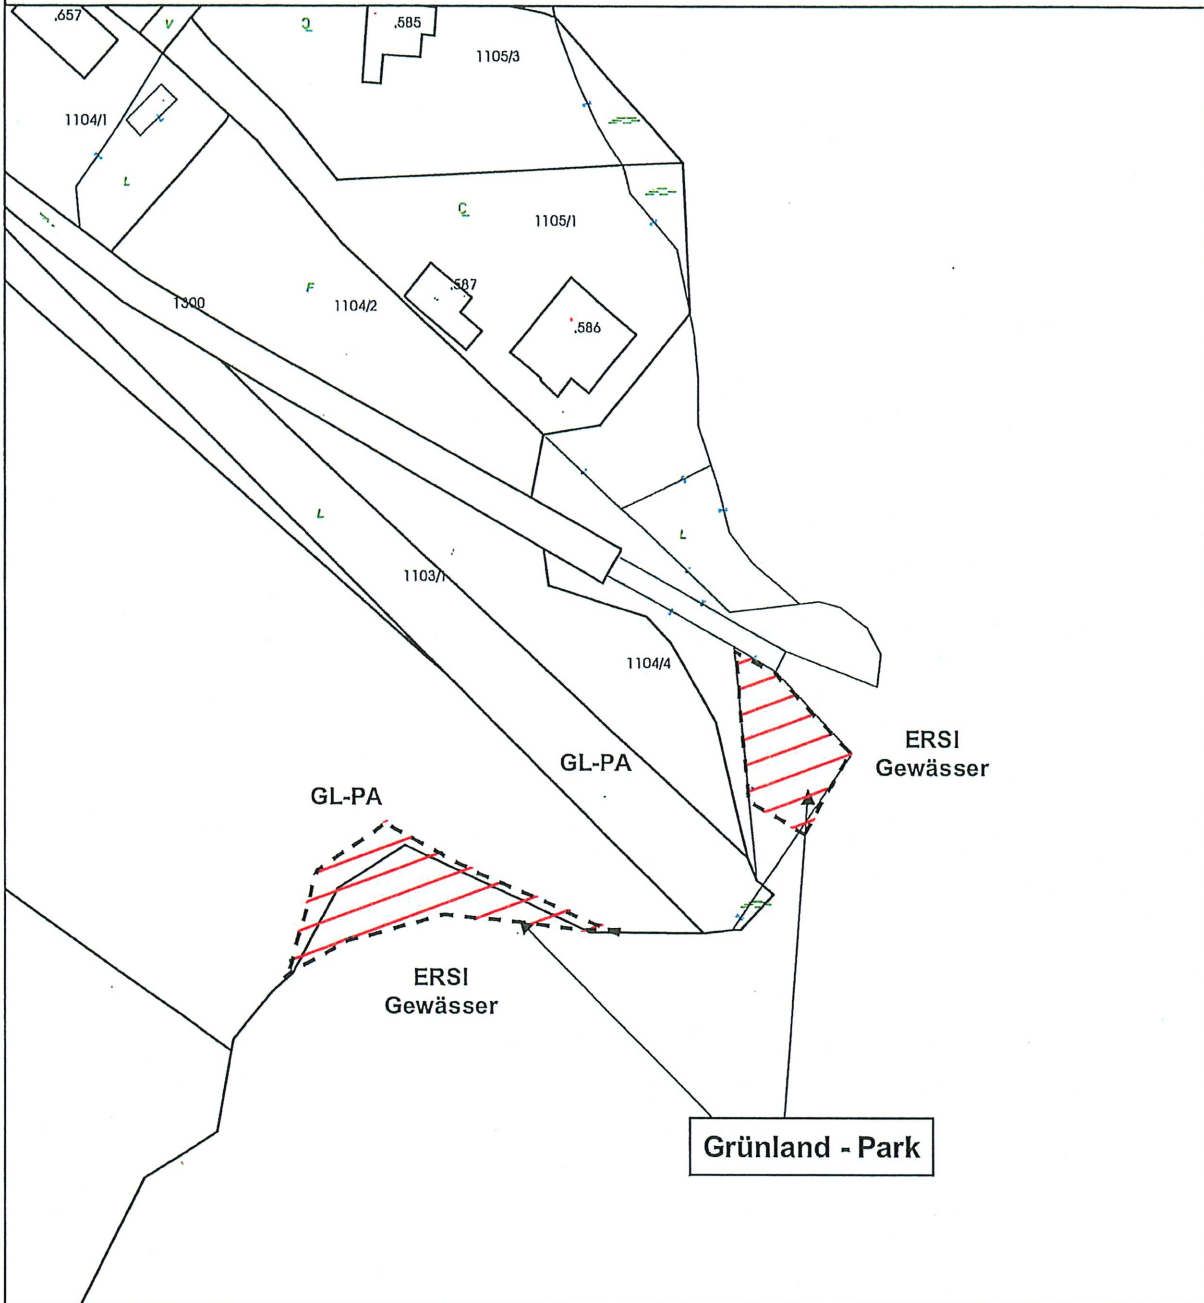 .657
V
Q
.585
1105/3
1104/1
L
Q
1105/1
F
1300
1104/2
.587
.586
L
L
1103/1
1104/4
GL-PA
ERSI
Gewässer
GL-PA
ERSI
Gewässer
Grünland - Park